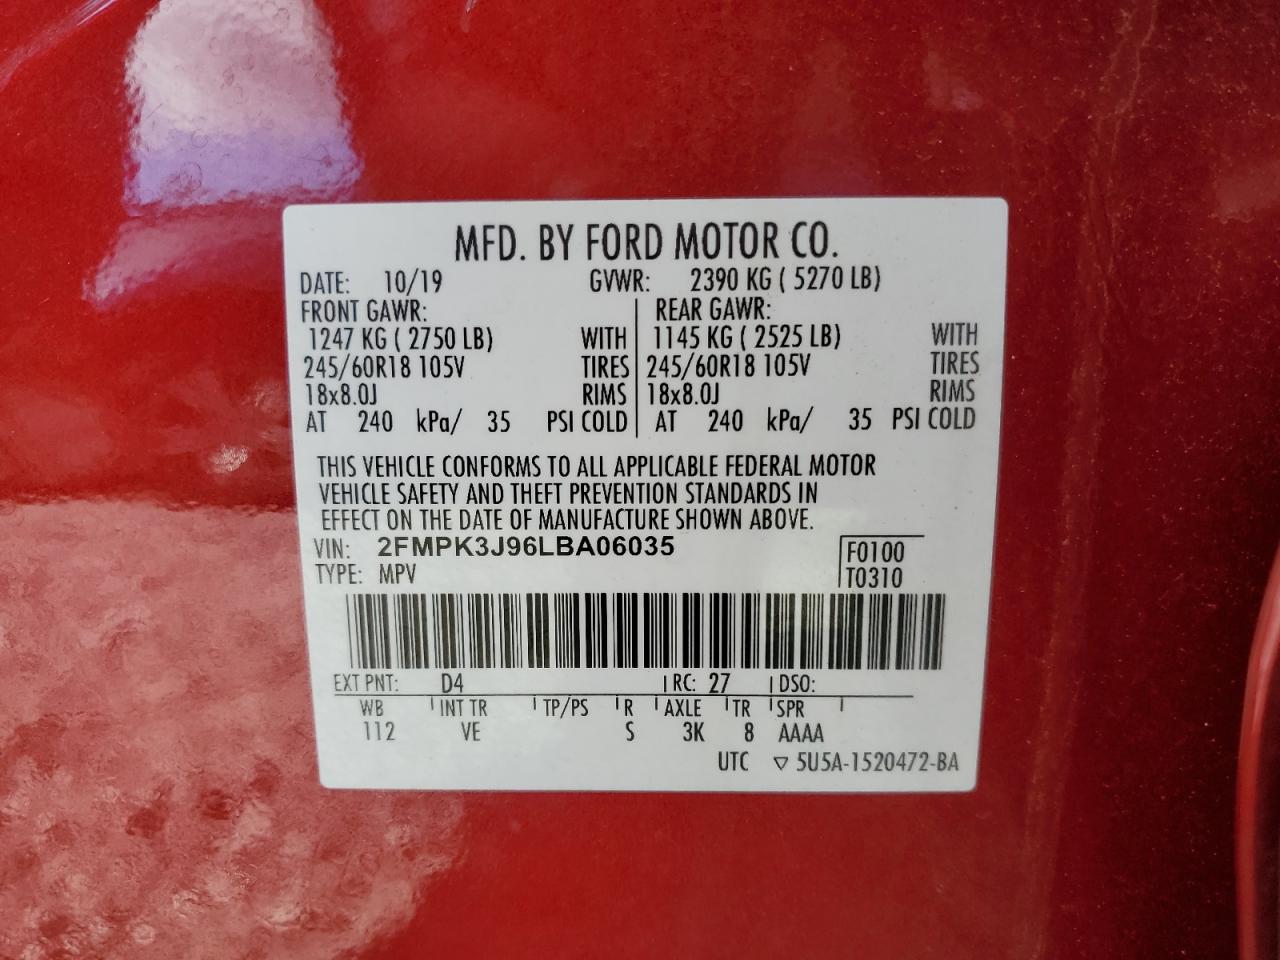 MFD. BY FORD MOTOR CO.
DATE: 10/19 GVWR: 2390 KG ( 5270 LB)
FRONT GAWR: REAR GAWR:
1247 KG ( 2750 LB) WITH 1145 KG ( 2525 LB) WITH
245/60R18 105V TIRES 245/60R18 105V TIRES
18x8.0J RIMS 18x8.0J RIMS
AT 240 kPa/ 35 PSI COLD AT 240 kPa/ 35 PSI COLD
THIS VEHICLE CONFORMS TO ALL APPLICABLE FEDERAL MOTOR
VEHICLE SAFETY AND THEFT PREVENTION STANDARDS IN
EFFECT ON THE DATE OF MANUFACTURE SHOWN ABOVE.
VIN: 2FMPK3J96LBA06035 F0100
TYPE: MPV T0310
EXT PNT: D4 RC: 27 DSO:
WB INT TR TP/PS R AXLE TR SPR
112 VE S 3K 8 AAAA
UTC ▽ 5U5A-1520472-BA